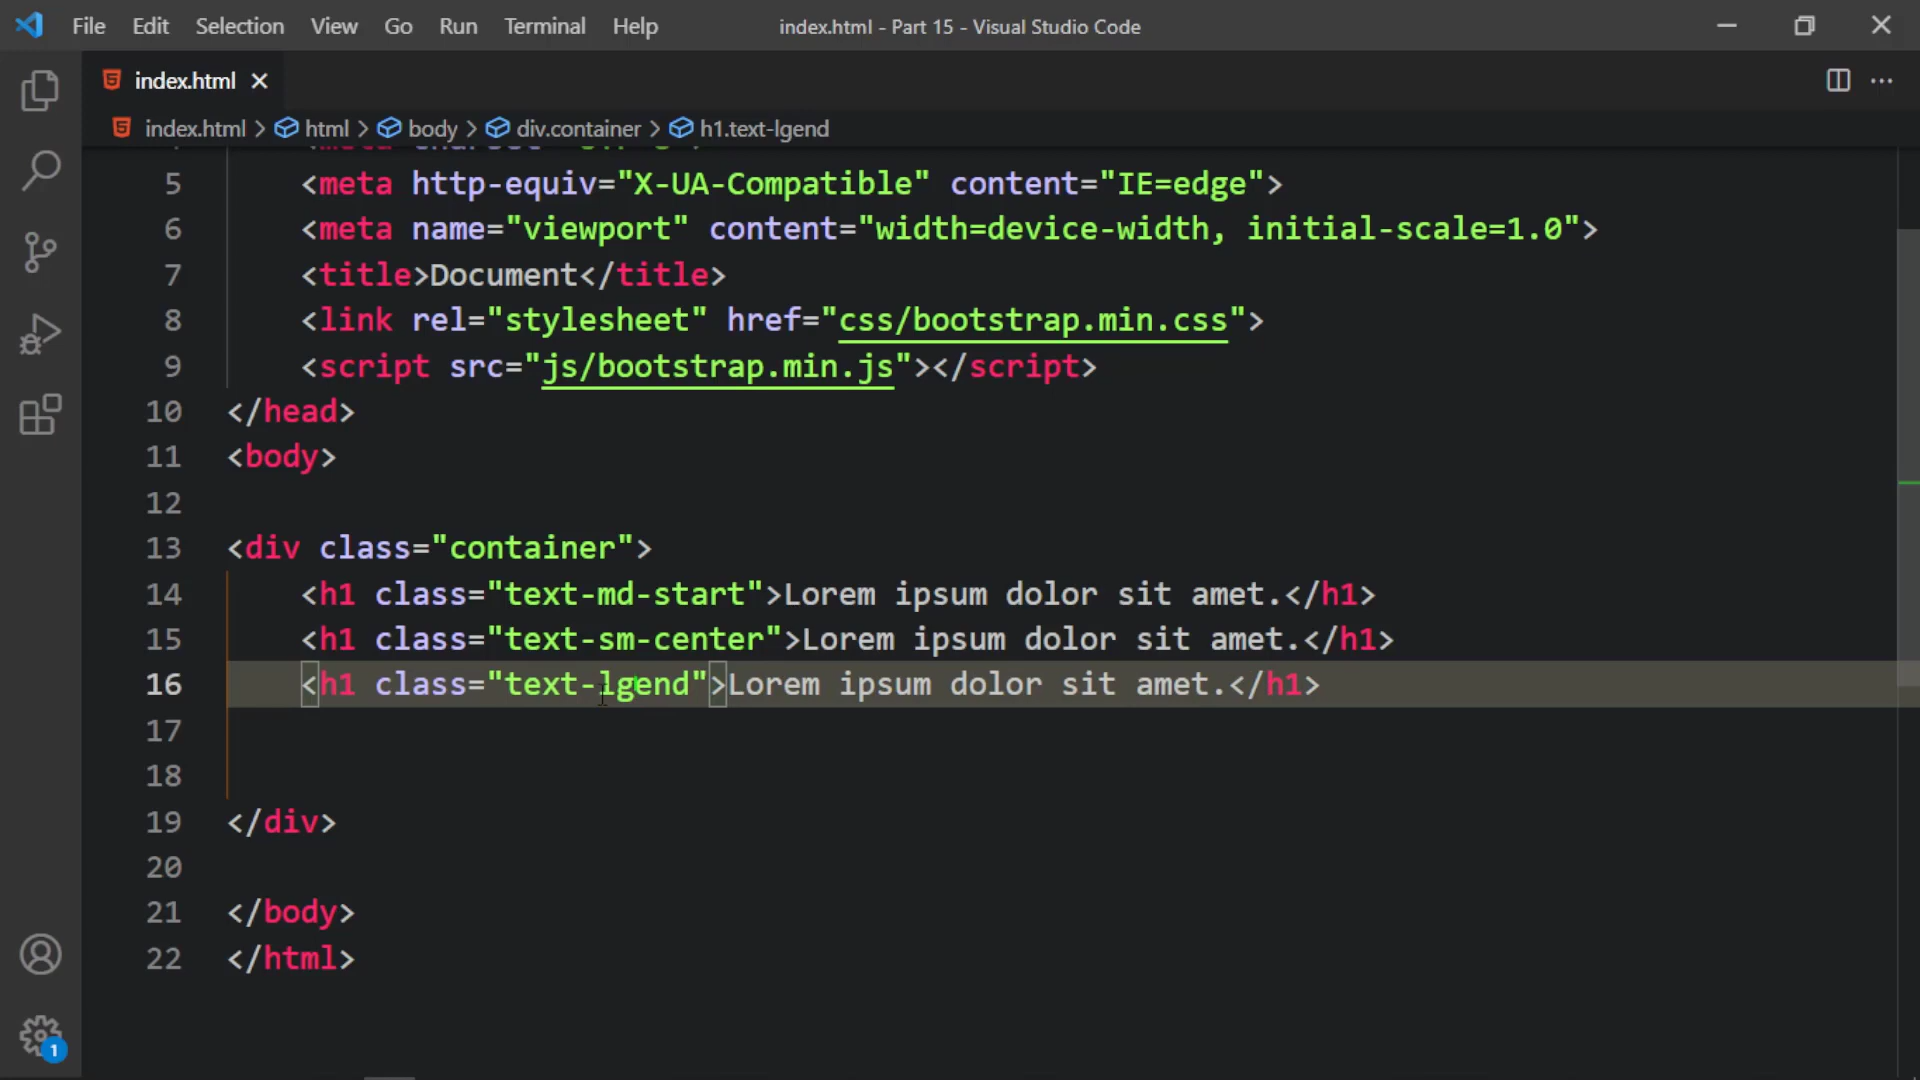 File Edit Selection View Go Run Terminal Help index.html - Part 15 - Visual Studio Code
index.html
index.html > html > body > div.container > h1.text-lgend
5 <meta http-equiv="X-UA-Compatible" content="IE=edge">
6 <meta name="viewport" content="width=device-width, initial-scale=1.0">
7 <title>Document</title>
8 <link rel="stylesheet" href="css/bootstrap.min.css">
9 <script src="js/bootstrap.min.js"></script>
10 </head>
11 <body>
12
13 <div class="container">
14 <h1 class="text-md-start">Lorem ipsum dolor sit amet.</h1>
15 <h1 class="text-sm-center">Lorem ipsum dolor sit amet.</h1>
16 <h1 class="text-lgend">Lorem ipsum dolor sit amet.</h1>
17
18
19 </div>
20
21 </body>
22 </html>
1